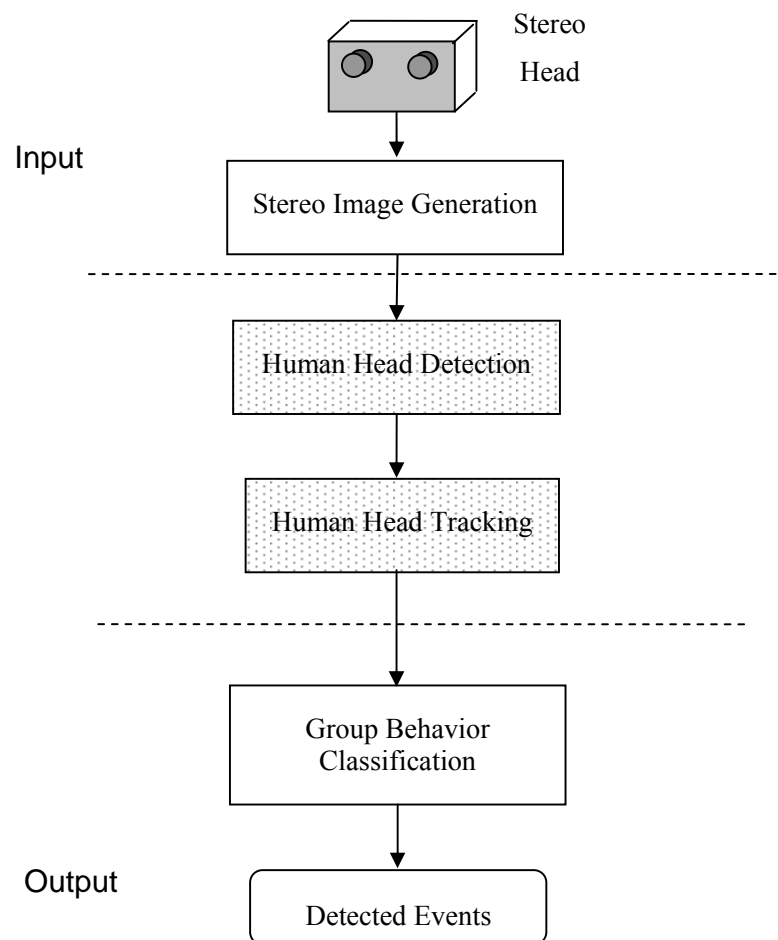 Stereo
Head
Input
Stereo Image Generation
Human Head Detection
Human Head Tracking
Group Behavior
Classification
Output
Detected Events